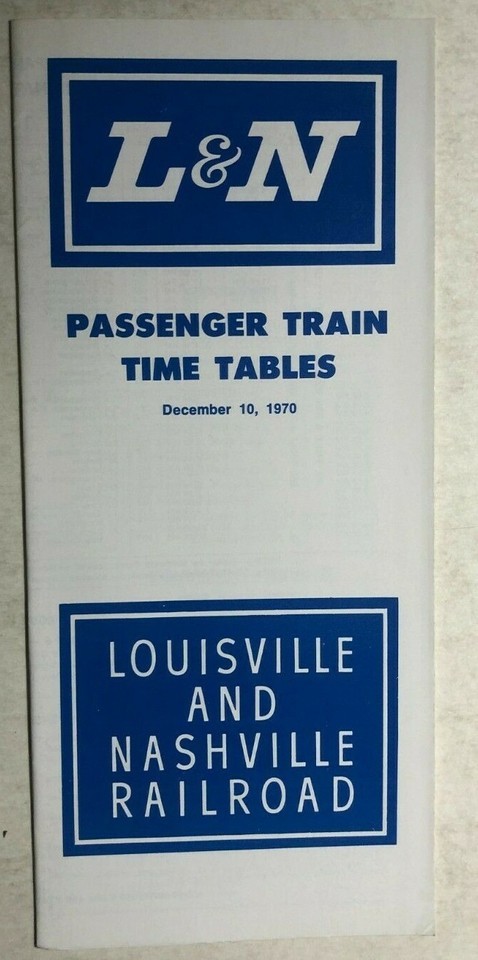 L&N
PASSENGER TRAIN
TIME TABLES
December 10, 1970
LOUISVILLE
AND
NASHVILLE
RAILROAD